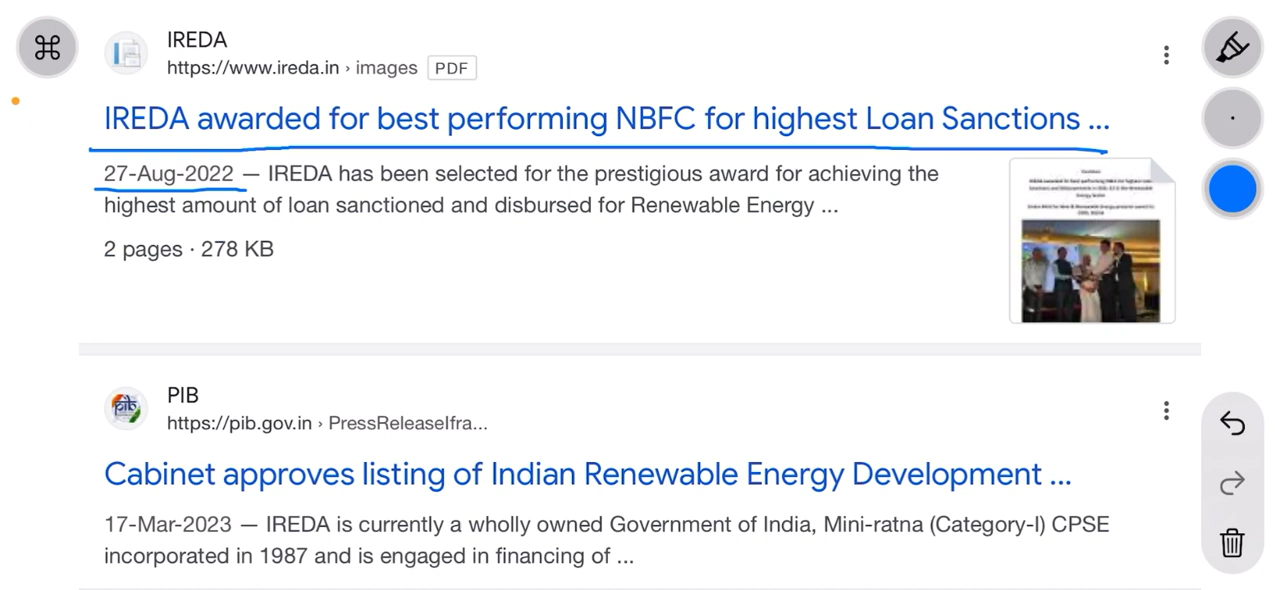 IREDA
https://www.ireda.in › images PDF
IREDA awarded for best performing NBFC for highest Loan Sanctions ...
27-Aug-2022 — IREDA has been selected for the prestigious award for achieving the
highest amount of loan sanctioned and disbursed for Renewable Energy ...
2 pages · 278 KB
PIB
https://pib.gov.in › PressReleaseIfra...
Cabinet approves listing of Indian Renewable Energy Development ...
17-Mar-2023 — IREDA is currently a wholly owned Government of India, Mini-ratna (Category-I) CPSE
incorporated in 1987 and is engaged in financing of ...